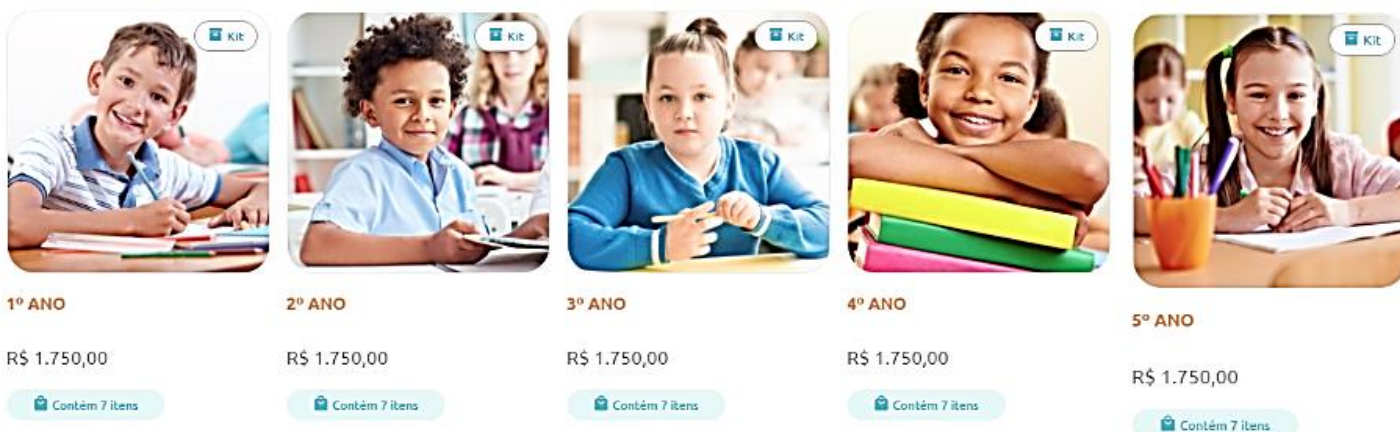 Kit
1º ANO
R$ 1.750,00
Contém 7 itens
Kit
2º ANO
R$ 1.750,00
Contém 7 itens
Kit
3º ANO
R$ 1.750,00
Contém 7 itens
Kit
4º ANO
R$ 1.750,00
Contém 7 itens
Kit
5º ANO
R$ 1.750,00
Contém 7 itens